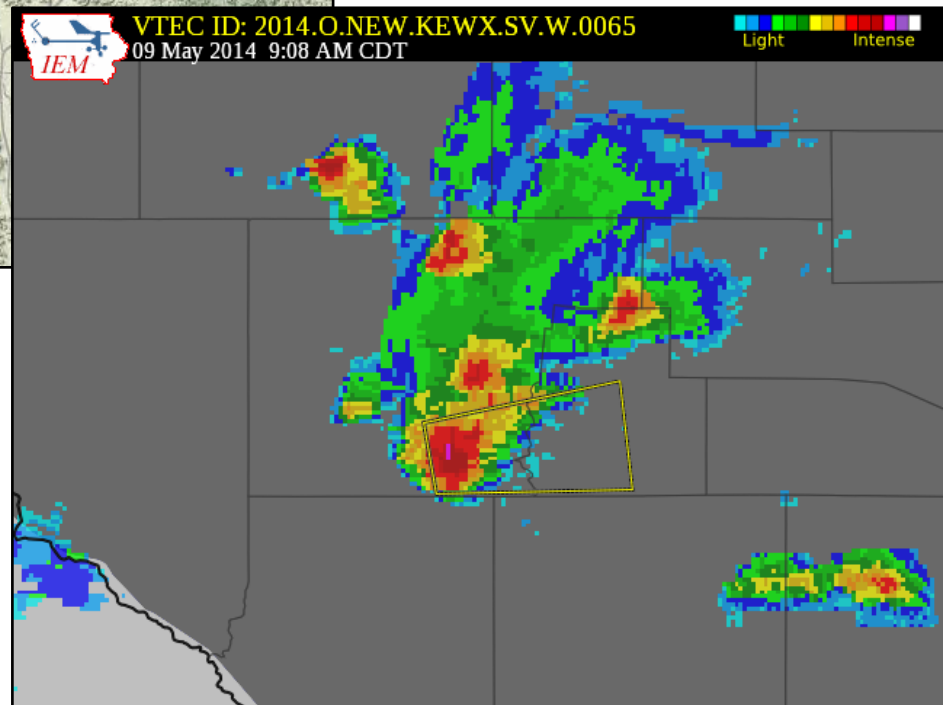 VTEC ID: 2014.O.NEW.KEWX.SV.W.0065
09 May 2014 9:08 AM CDT
IEM
Light Intense